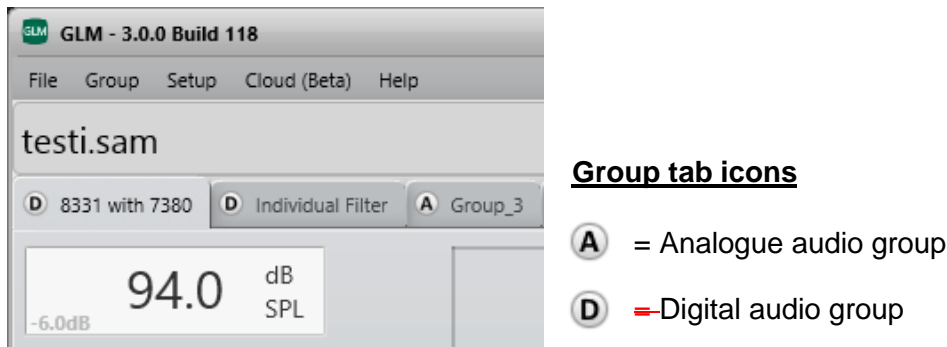 GLM GLM - 3.0.0 Build 118
File Group Setup Cloud (Beta) Help
testi.sam
D 8331 with 7380 D Individual Filter A Group_3
94.0 dB SPL
-6.0dB
Group tab icons
A = Analogue audio group
D = Digital audio group